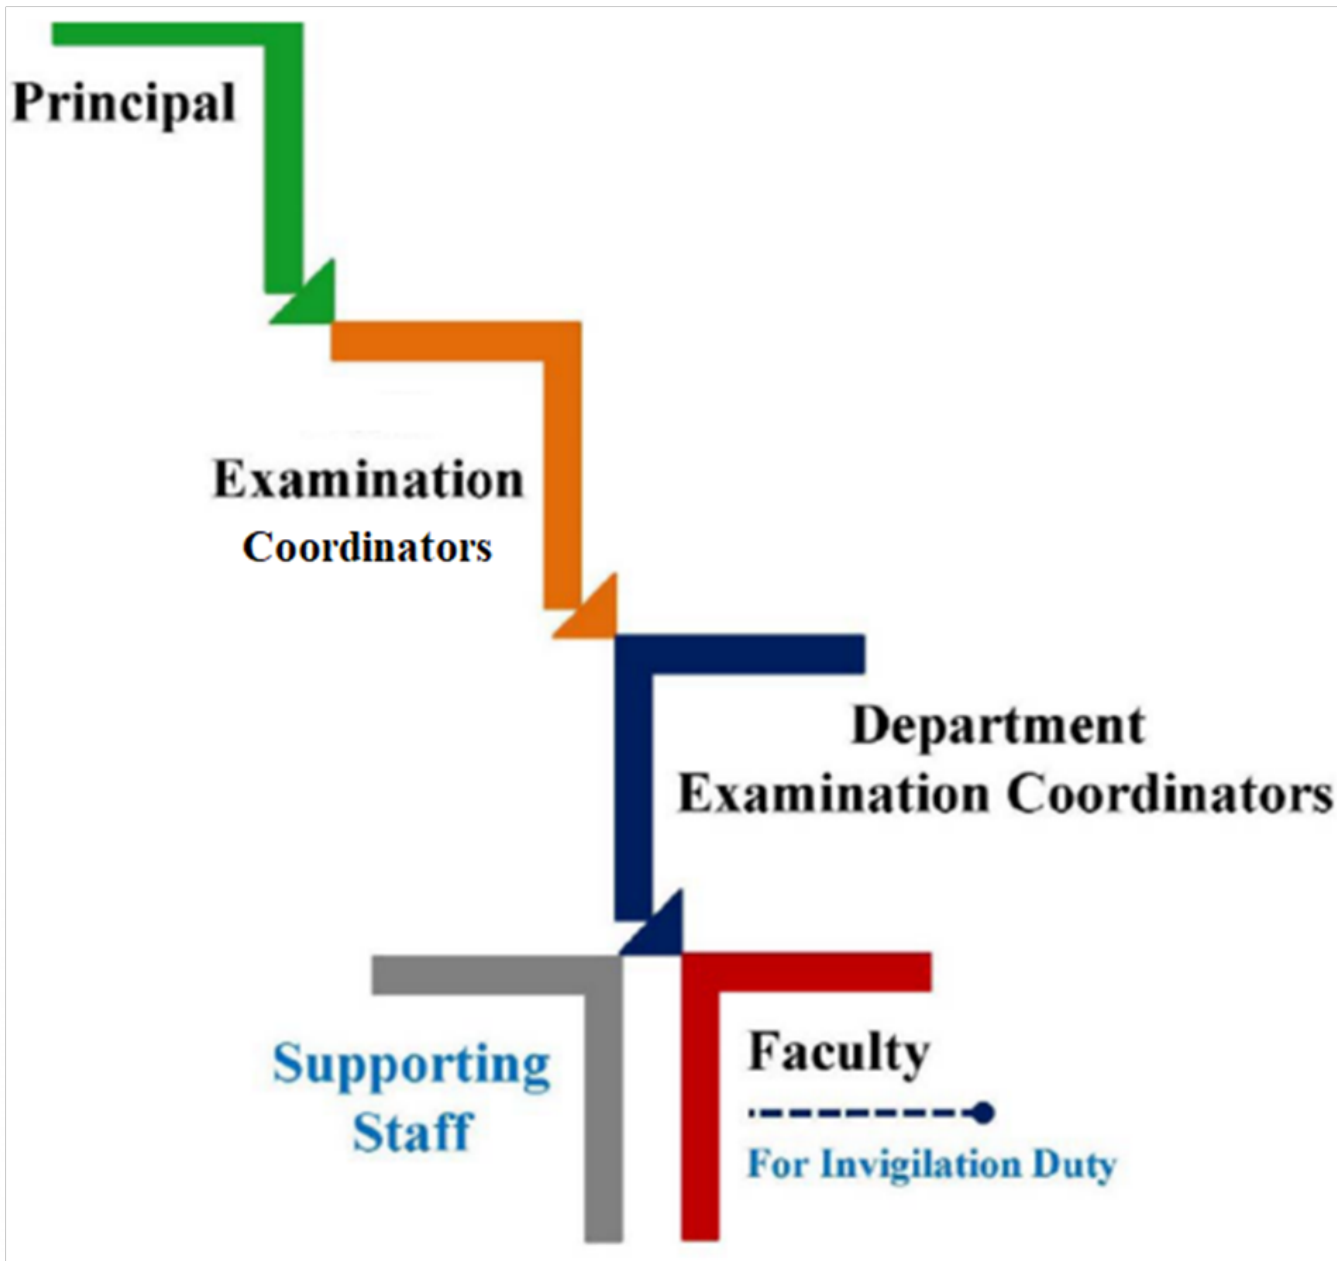 Principal
Examination
Coordinators
Department
Examination Coordinators
Supporting
Staff
Faculty
For Invigilation Duty